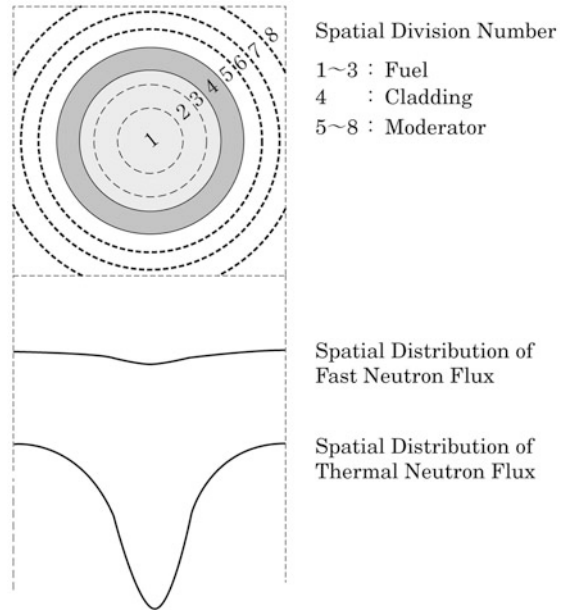 Spatial Division Number
1~3 : Fuel
4 : Cladding
5~8 : Moderator
1 2 3 4 5 6 7 8
Spatial Distribution of
Fast Neutron Flux
Spatial Distribution of
Thermal Neutron Flux